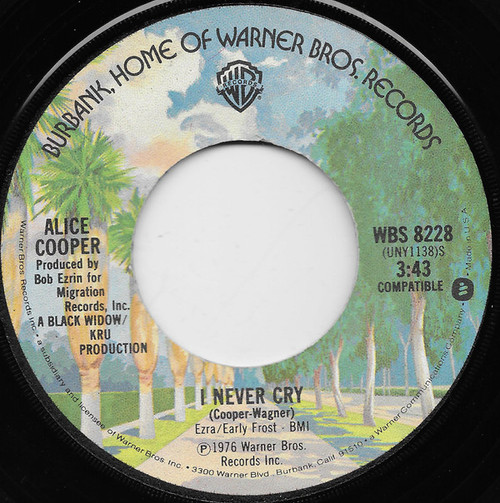 BURBANK, HOME OF WARNER BROS. RECORDS
WB
RECORDS
ALICE
COOPER
Produced by
Bob Ezrin for
Migration
Records, Inc.
A BLACK WIDOW/
KRU
PRODUCTION
WBS 8228
(UNY1138)S
3:43
COMPATIBLE
I NEVER CRY
(Cooper-Wagner)
Ezra/Early Frost - BMI
Ⓟ1976 Warner Bros.
Records Inc.
Warner Bros Records Inc. • a subsidiary and licensee of Warner Bros. Inc. • 3300 Warner Blvd., Burbank, Calif. 91510 • a Warner Communications Company • Made in U.S.A.